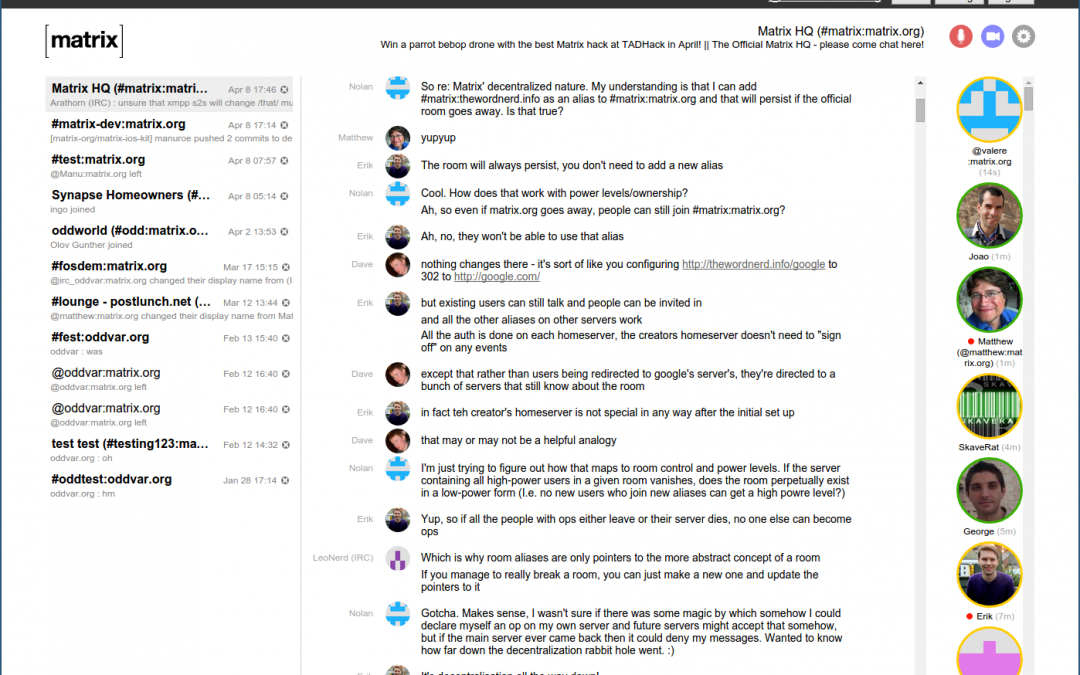 [matrix]
Matrix HQ (#matrix:matrix.org)
Win a parrot bebop drone with the best Matrix hack at TADHack in April! || The Official Matrix HQ - please come chat here!
Matrix HQ (#matrix:matri... Apr 8 17:46
Arathorn (IRC) : unsure that xmpp s2s will change /that/ mu
#matrix-dev:matrix.org Apr 8 17:14
[matrix-org/matrix-ios-kit] manuroe pushed 2 commits to de
#test:matrix.org Apr 8 07:57
@Manu:matrix.org left
Synapse Homeowners (#... Apr 8 05:14
ingo joined
oddworld (#odd:matrix.o... Apr 2 13:53
Olov Gunther joined
#fosdem:matrix.org Mar 17 15:15
@irc_oddvar:matrix.org changed their display name from (I
#lounge - postlunch.net (... Mar 12 13:44
@matthew:matrix.org changed their display name from Mat
#fest:oddvar.org Feb 13 15:40
oddvar : was
@oddvar:matrix.org Feb 12 16:40
@oddvar:matrix.org left
@oddvar:matrix.org Feb 12 16:40
@oddvar:matrix.org left
test test (#testing123:ma... Feb 12 14:32
oddvar.org : oh
#oddtest:oddvar.org Jan 28 17:14
oddvar.org : hm
Nolan So re: Matrix' decentralized nature. My understanding is that I can add
#matrix:thewordnerd.info as an alias to #matrix:matrix.org and that will persist if the official
room goes away. Is that true?
Matthew yupyup
Erik The room will always persist, you don't need to add a new alias
Nolan Cool. How does that work with power levels/ownership?
Ah, so even if matrix.org goes away, people can still join #matrix:matrix.org?
Erik Ah, no, they won't be able to use that alias
Dave nothing changes there - it's sort of like you configuring http://thewordnerd.info/google to
302 to http://google.com/
Erik but existing users can still talk and people can be invited in
and all the other aliases on other servers work
All the auth is done on each homeserver, the creators homeserver doesn't need to "sign
off" on any events
Dave except that rather than users being redirected to google's server's, they're directed to a
bunch of servers that still know about the room
Erik in fact teh creator's homeserver is not special in any way after the initial set up
Dave that may or may not be a helpful analogy
Nolan I'm just trying to figure out how that maps to room control and power levels. If the server
containing all high-power users in a given room vanishes, does the room perpetually exist
in a low-power form (I.e. no new users who join new aliases can get a high powre level?)
Erik Yup, so if all the people with ops either leave or their server dies, no one else can become
ops
LeoNerd (IRC) Which is why room aliases are only pointers to the more abstract concept of a room
If you manage to really break a room, you can just make a new one and update the
pointers to it
Nolan Gotcha. Makes sense, I wasn't sure if there was some magic by which somehow I could
declare myself an op on my own server and future servers might accept that somehow,
but if the main server ever came back then it could deny my messages. Wanted to know
how far down the decentralization rabbit hole went. :)
Erik It's decentralisation all the way down!
@valere
:matrix.org
(14s)
Joao (1m)
Matthew
(@matthew:mat
rix.org) (1m)
SKAVERA
SkaveRat (4m)
George (5m)
Erik (7m)